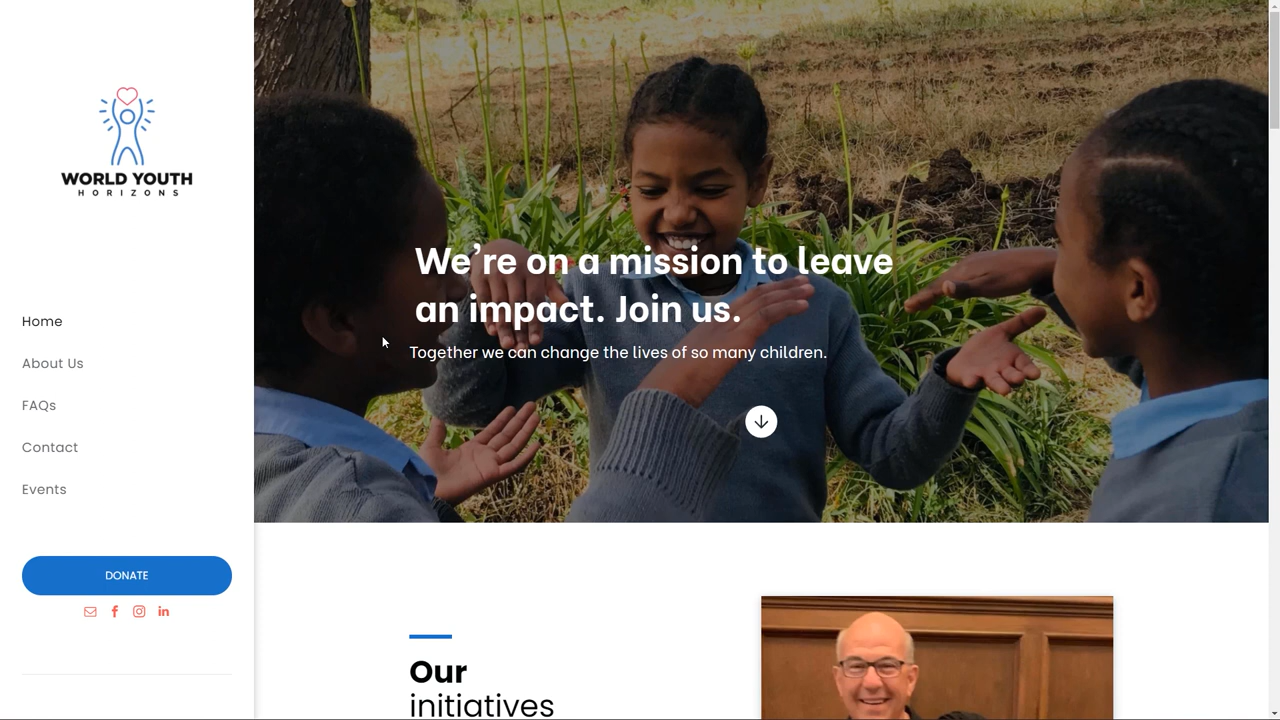 WORLD YOUTH
HORIZONS
Home
About Us
FAQs
Contact
Events
DONATE
We're on a mission to leave
an impact. Join us.
Together we can change the lives of so many children.
Our
initiatives